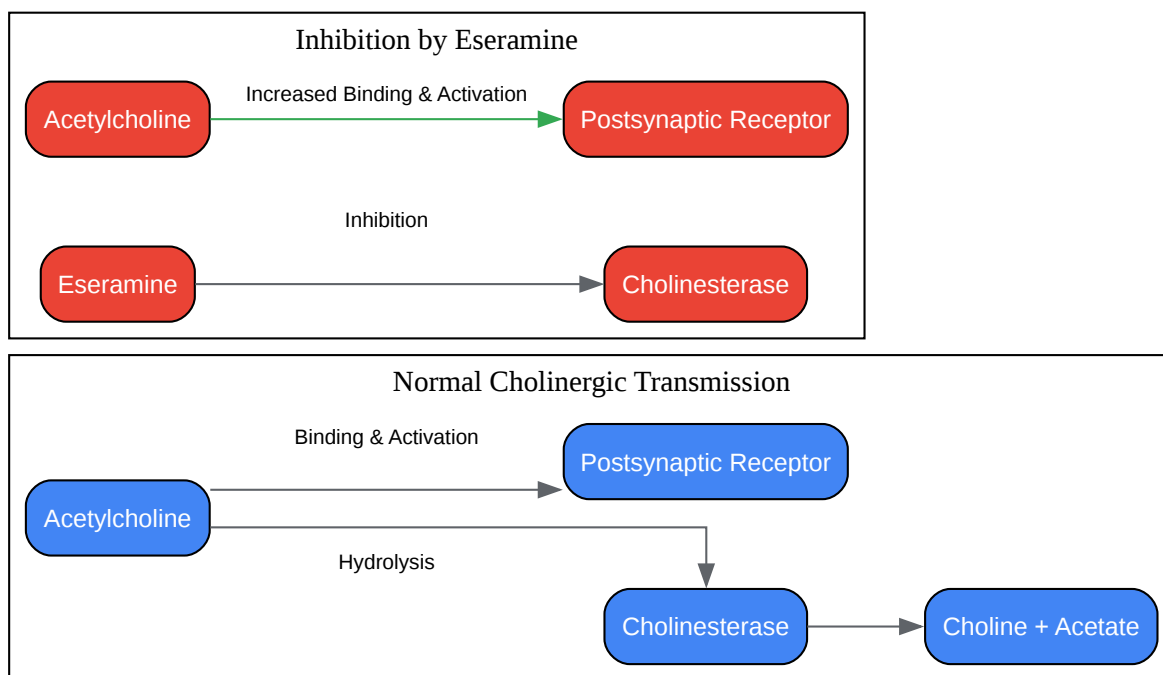 Inhibition by Eseramine
Acetylcholine
Increased Binding & Activation
Postsynaptic Receptor
Inhibition
Eseramine
Cholinesterase
Normal Cholinergic Transmission
Binding & Activation
Postsynaptic Receptor
Acetylcholine
Hydrolysis
Cholinesterase
Choline + Acetate